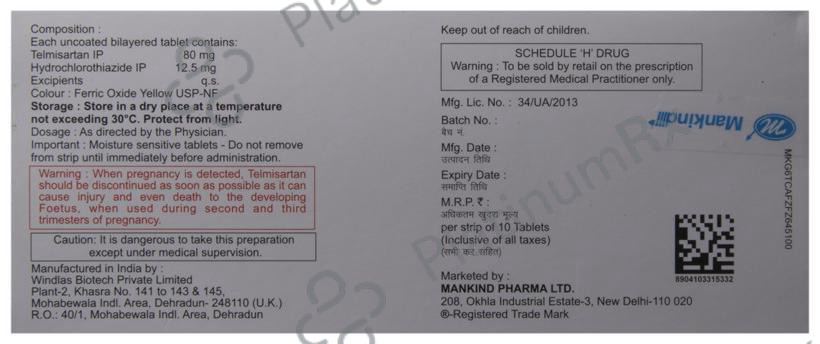 Composition :
Each uncoated bilayered tablet contains:
Telmisartan IP 80 mg
Hydrochlorothiazide IP 12.5 mg
Excipients q.s.
Colour : Ferric Oxide Yellow USP-NF
Storage : Store in a dry place at a temperature
not exceeding 30°C. Protect from light.
Dosage : As directed by the Physician.
Important : Moisture sensitive tablets - Do not remove
from strip until immediately before administration.
Warning : When pregnancy is detected, Telmisartan
should be discontinued as soon as possible as it can
cause injury and even death to the developing
Foetus, when used during second and third
trimesters of pregnancy.
Caution: It is dangerous to take this preparation
except under medical supervision.
Manufactured in India by :
Windlas Biotech Private Limited
Plant-2, Khasra No. 141 to 143 & 145,
Mohabewala Indl. Area, Dehradun- 248110 (U.K.)
R.O.: 40/1, Mohabewala Indl. Area, Dehradun
Keep out of reach of children.
SCHEDULE 'H' DRUG
Warning : To be sold by retail on the prescription
of a Registered Medical Practitioner only.
Mfg. Lic. No. : 34/UA/2013
Batch No. :
बैच नं.
Mfg. Date :
उत्पादन तिथि
Expiry Date :
समाप्ति तिथि
M.R.P. ₹ :
अधिकतम खुदरा मूल्य
per strip of 10 Tablets
(Inclusive of all taxes)
(सभी कर सहित)
Marketed by :
MANKIND PHARMA LTD.
208, Okhla Industrial Estate-3, New Delhi-110 020
®-Registered Trade Mark
Mankind
MKG6TCAFZFZ645100
8904103315332
PlatinumRx